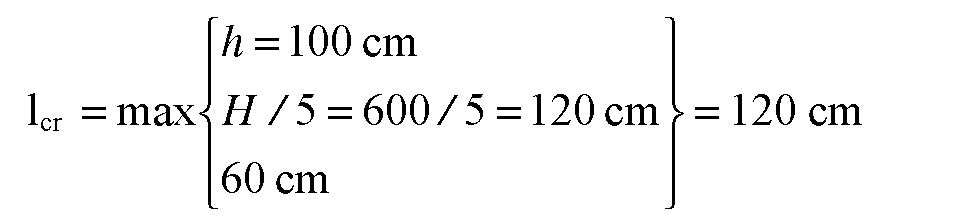 h = 100 cm
l_cr = max { H / 5 = 600 / 5 = 120 cm } = 120 cm
60 cm